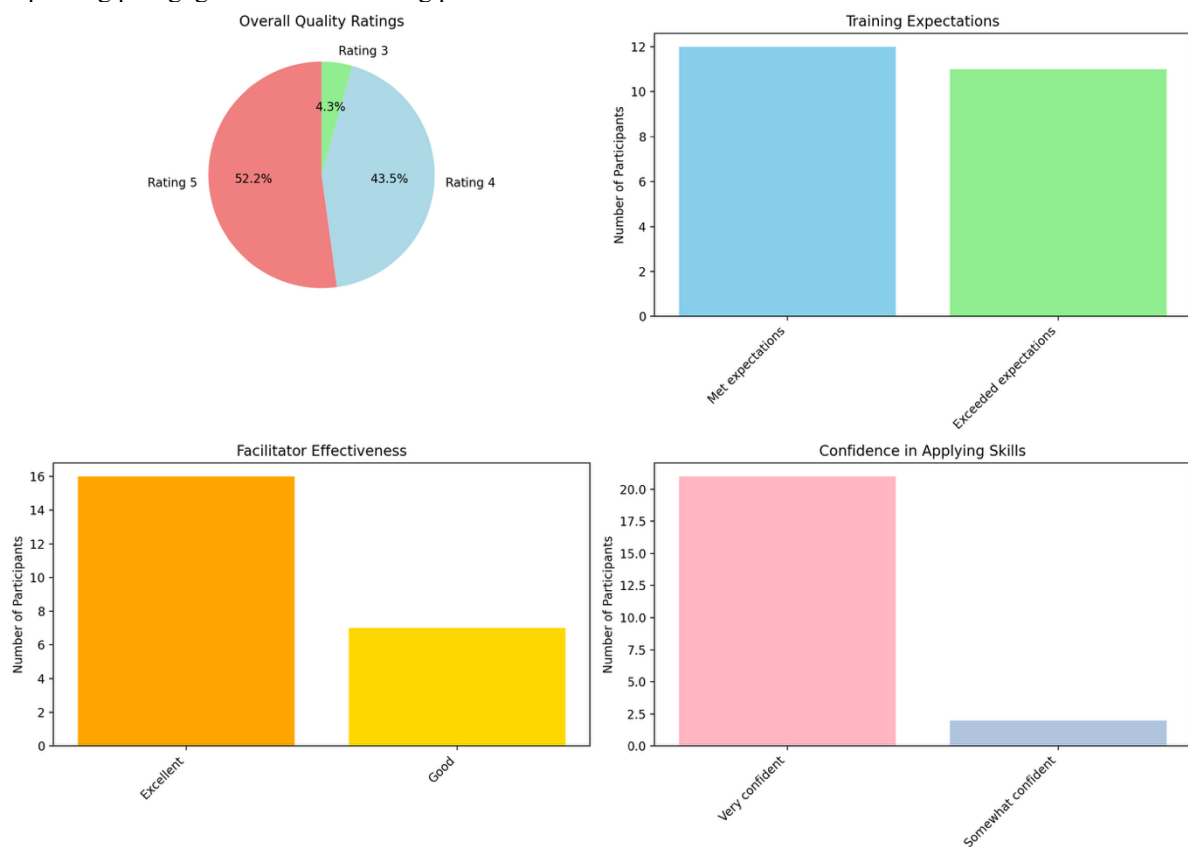 Overall Quality Ratings
Rating 3
4.3%
Rating 5
52.2%
43.5%
Rating 4
Training Expectations
Number of Participants
12
10
8
6
4
2
0
Met expectations
Exceeded expectations
Facilitator Effectiveness
Number of Participants
16
14
12
10
8
6
4
2
0
Excellent
Good
Confidence in Applying Skills
Number of Participants
20.0
17.5
15.0
12.5
10.0
7.5
5.0
2.5
0.0
Very confident
Somewhat confident